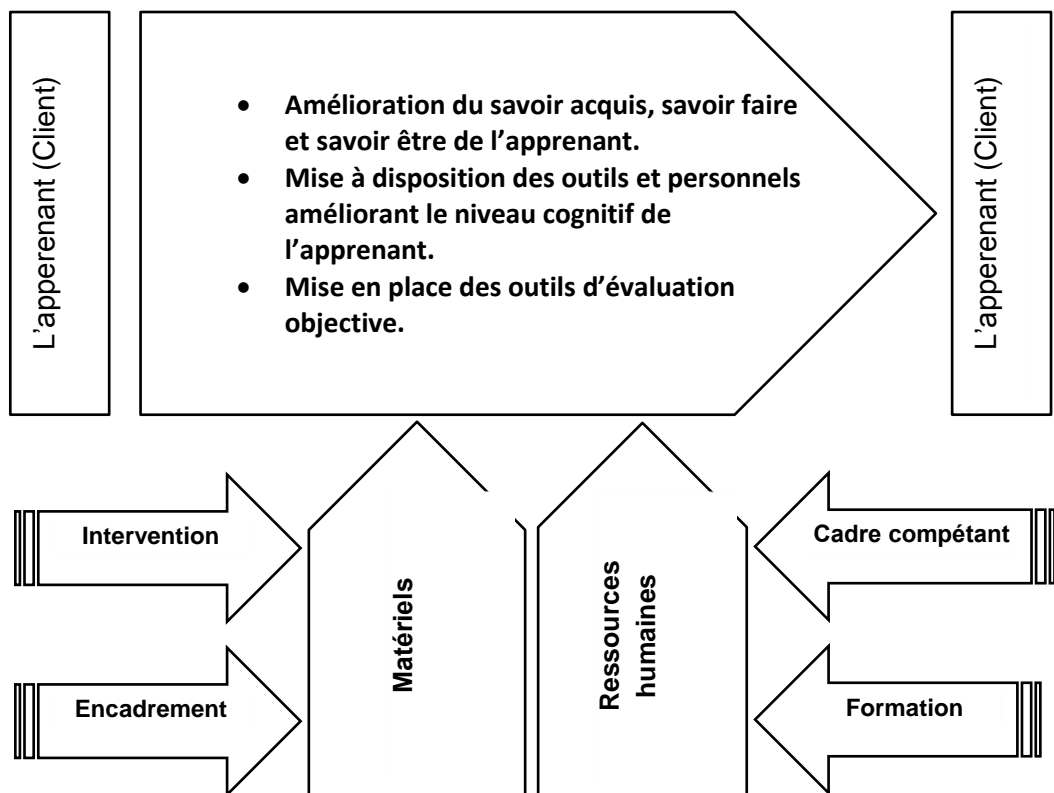 L'apperenant (Client)
• Amélioration du savoir acquis, savoir faire
et savoir être de l'apprenant.
• Mise à disposition des outils et personnels
améliorant le niveau cognitif de
l'apprenant.
• Mise en place des outils d'évaluation
objective.
L'apperenant (Client)
Intervention
Encadrement
Matériels
Ressources
humaines
Cadre compétant
Formation